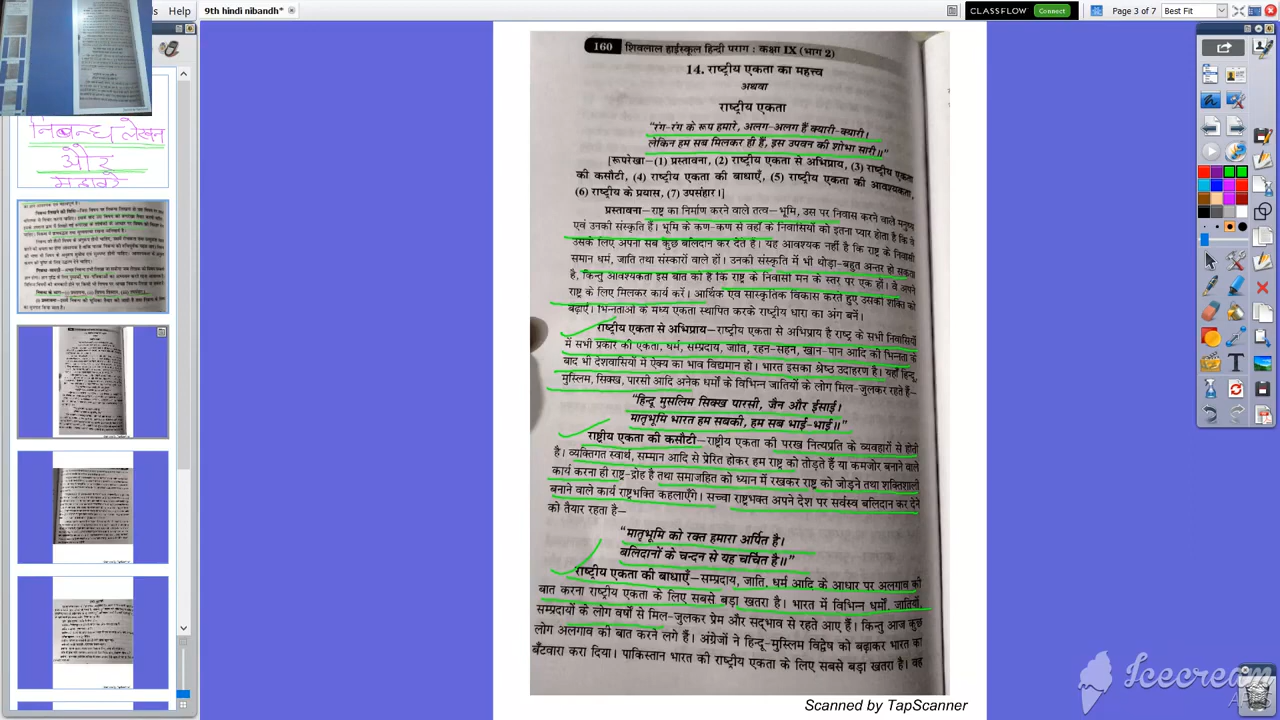 Help
9th hindi nibandh*
CLASSFLOW
Connect
Page 3 of 7
Best Fit
निबन्ध लेखन
और
मुहावरे
160 शिवलाल हाईस्कूल हिन्दी पराग : कक्षा IX (भाग 2)
14. राष्ट्रीय एकता का महत्त्व
अथवा
राष्ट्रीय एकता
“रंग-रंग के रूप हमारे, अलग-अलग हैं क्यारी-क्यारी।
लेकिन हम सब मिलकर ही हैं, इस उपवन की शोभा सारी॥”
[रूपरेखा—(1) प्रस्तावना, (2) राष्ट्रीय एकता से अभिप्राय, (3) राष्ट्रीय एकता
की कसौटी, (4) राष्ट्रीय एकता की बाधाएँ, (5) राष्ट्रीय एकता की आवश्यकता,
(6) राष्ट्रीय के प्रयास, (7) उपसंहार।]
प्रस्तावना—राष्ट्र का निर्माण करने वाले तत्व—भूमि, उस पर निवास करने वाले मनुष्य
एवं उनकी संस्कृति हैं। भूमि के कण-कण से वहाँ के निवासियों को इतना प्यार होता है कि वे
उसके लिए अपना सब कुछ बलिदान कर देते हैं। यह आवश्यक नहीं है कि राष्ट्र के निवासी
समान धर्म, जाति तथा संस्कारों वाले हों। उनकी संस्कृति में भी थोड़ा-बहुत अन्तर हो सकता
है, किन्तु आवश्यकता इस बात की है कि राष्ट्र के निवासी मन के स्तर पर एक हों। वे अपने
राष्ट्र के लिए मिलकर कार्य करें। आर्थिक एवं सांस्कृतिक विकास करते हुए उसकी शक्ति को
बढ़ाएँ। भिन्नताओं के मध्य एकता स्थापित करके राष्ट्रीय धारा का अंग बनें।
राष्ट्रीय एकता से अभिप्राय—राष्ट्रीय एकता से अभिप्राय है राष्ट्र के सभी निवासियों
में सभी प्रकार की एकता, धर्म, सम्प्रदाय, जाति, रहन-सहन, खान-पान आदि की भिन्नता के
बाद भी देशवासियों में ऐक्य का भाव विद्यमान हो। भारत इसका श्रेष्ठ उदाहरण है। यहाँ हिन्दू,
मुस्लिम, सिक्ख, पारसी आदि अनेक धर्मों के विभिन्न जातियों के लोग मिल-जुलकर रहते हैं—
“हिन्दू मुसलिम सिक्ख पारसी, जैन और ईसाई।
मातृभूमि भारत हम सबकी, हम सब भाई-भाई॥”
राष्ट्रीय एकता की कसौटी—राष्ट्रीय एकता की परख नित्यप्रति के व्यवहारों से होती
है। व्यक्तिगत स्वार्थ, सम्मान आदि से प्रेरित होकर हम राष्ट्र को तोड़ते हैं या कमजोर बनाने वाले
कार्य करना ही राष्ट्र-द्रोह है तथा समाजहित को ध्यान में रखकर राष्ट्र को जोड़ने तथा शक्तिशाली
बनाने वाले कार्य राष्ट्रभक्ति कहलाएँगे। सच्चा राष्ट्रभक्त अपने देश पर सर्वस्व बलिदान कर देने
को तैयार रहता है—
“मातृभूमि को रक्त हमारा अर्पित है।
बलिदानों के चन्दन से यह चर्चित है॥”
राष्ट्रीय एकता की बाधाएँ—सम्प्रदाय, जाति, धर्म आदि के आधार पर अलगाव की
बात करना राष्ट्रीय एकता के लिए सबसे बड़ा खतरा है। भारत में विभिन्न धर्मों, जातियों,
सम्प्रदायों के लोग वर्षों से मिल-जुलकर प्रेम और सद्भाव से रहते आए हैं। किन्तु आज कुछ
लोग अलगाव की बात करने लगे हैं। अंग्रेजों ने हिन्दू-मुस्लिम विद्वेष को बढ़ाकर भारत का
बँटवारा करा दिया। पाकिस्तान भारत की राष्ट्रीय एकता के लिए सबसे बड़ा खतरा है। वह
Scanned by TapScanner
Icecream
APPS